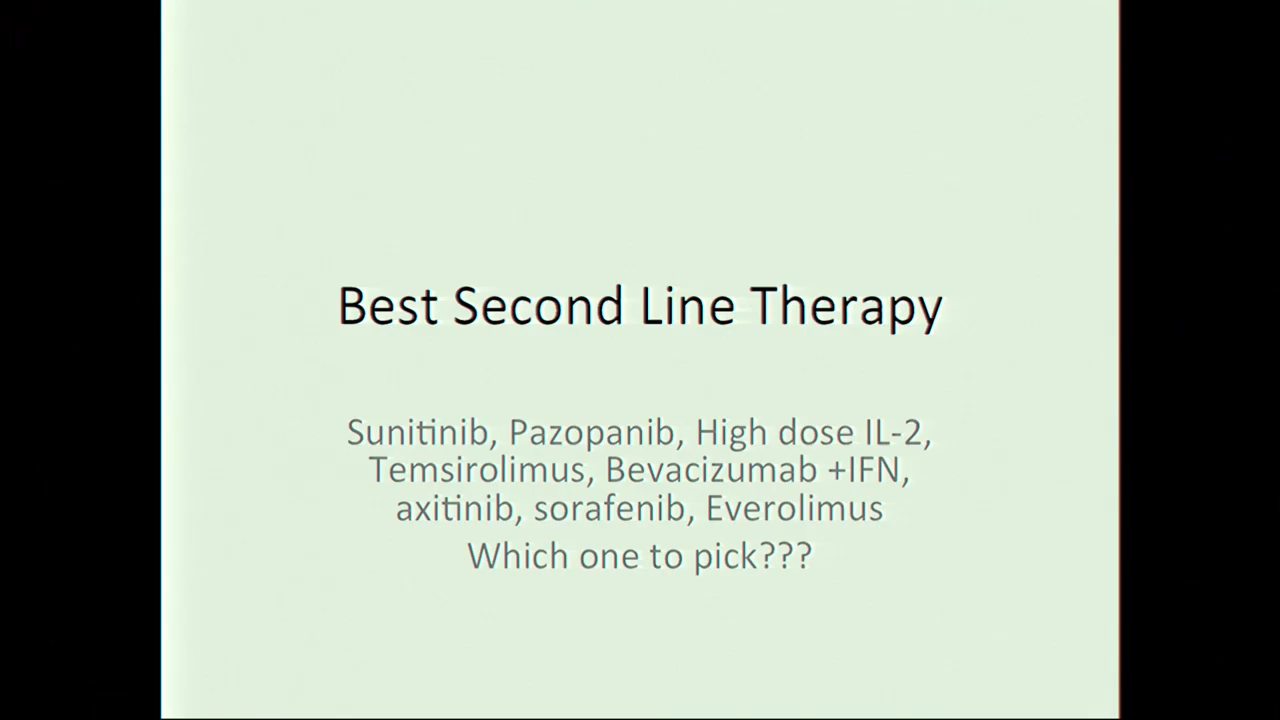 Best Second Line Therapy
Sunitinib, Pazopanib, High dose IL-2,
Temsirolimus, Bevacizumab +IFN,
axitinib, sorafenib, Everolimus
Which one to pick???